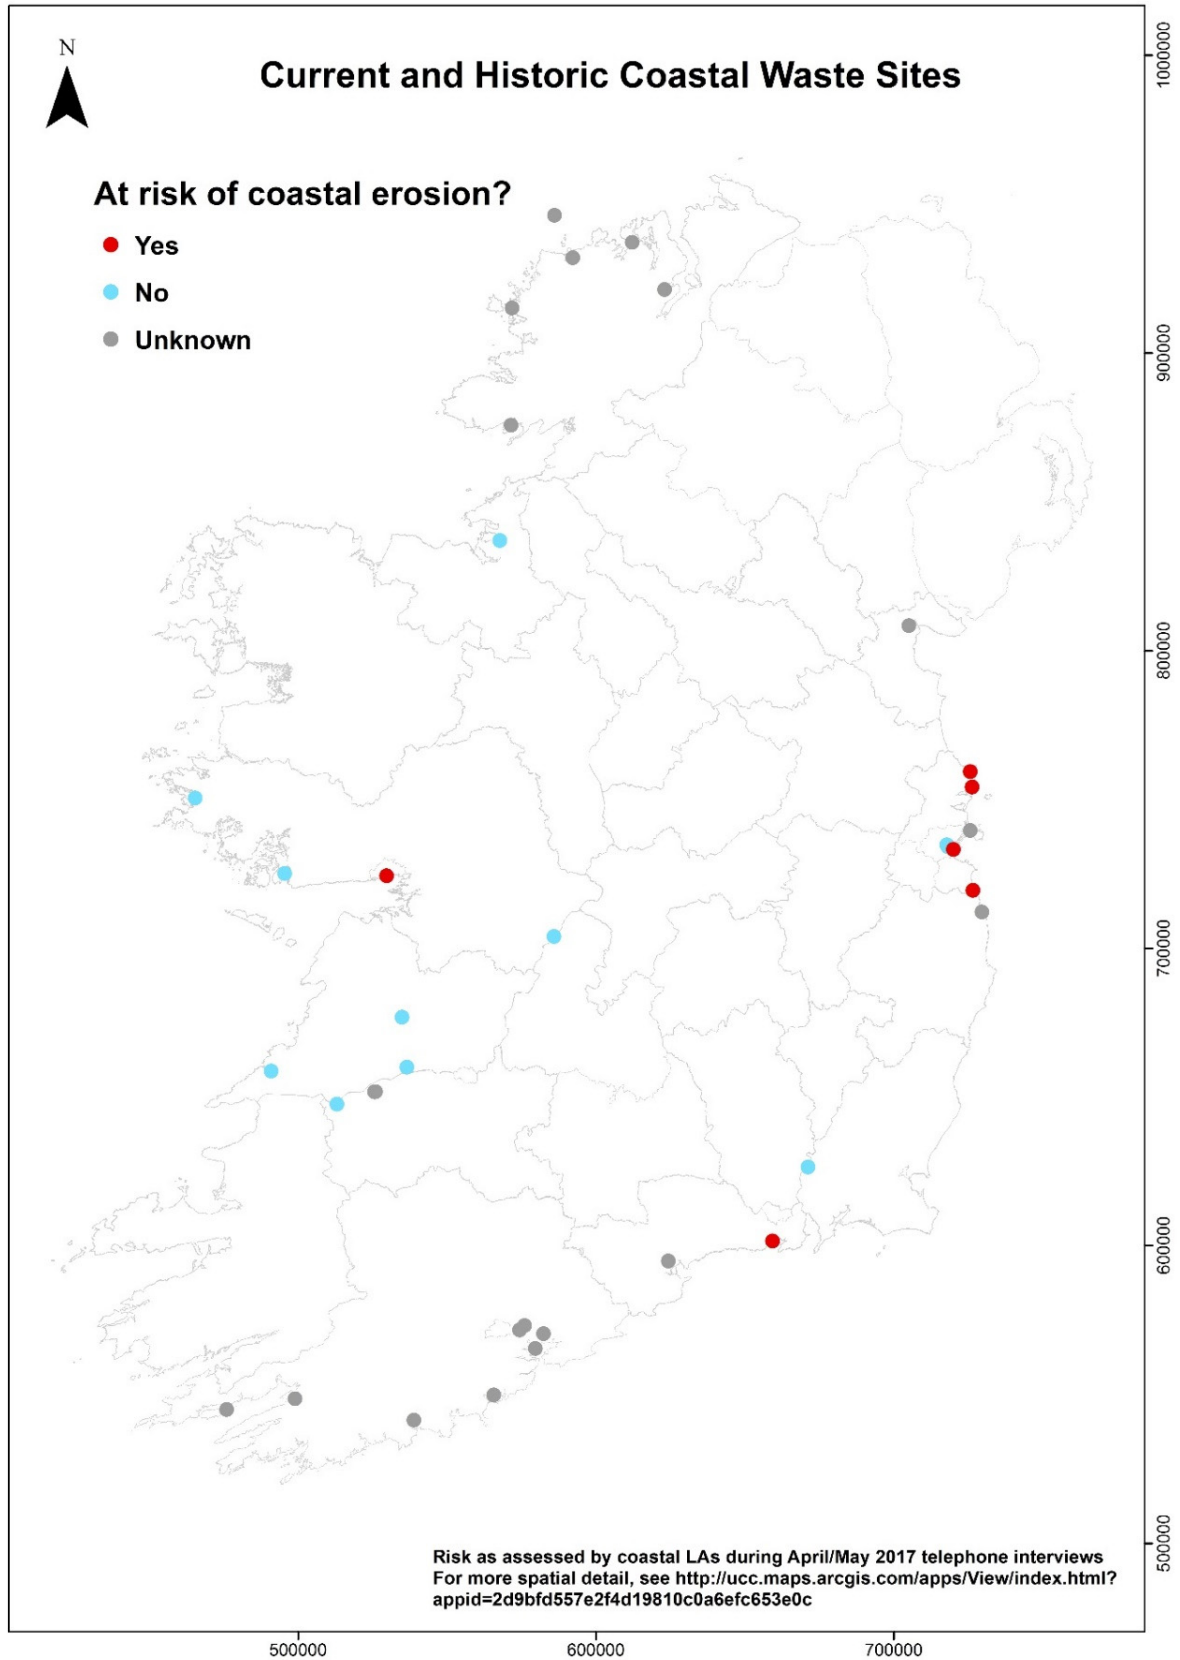 N
Current and Historic Coastal Waste Sites
At risk of coastal erosion?
Yes
No
Unknown
1000000
900000
800000
700000
600000
500000
Risk as assessed by coastal LAs during April/May 2017 telephone interviews
For more spatial detail, see http://ucc.maps.arcgis.com/apps/View/index.html?
appid=2d9bfd557e2f4d19810c0a6efc653e0c
500000
600000
700000